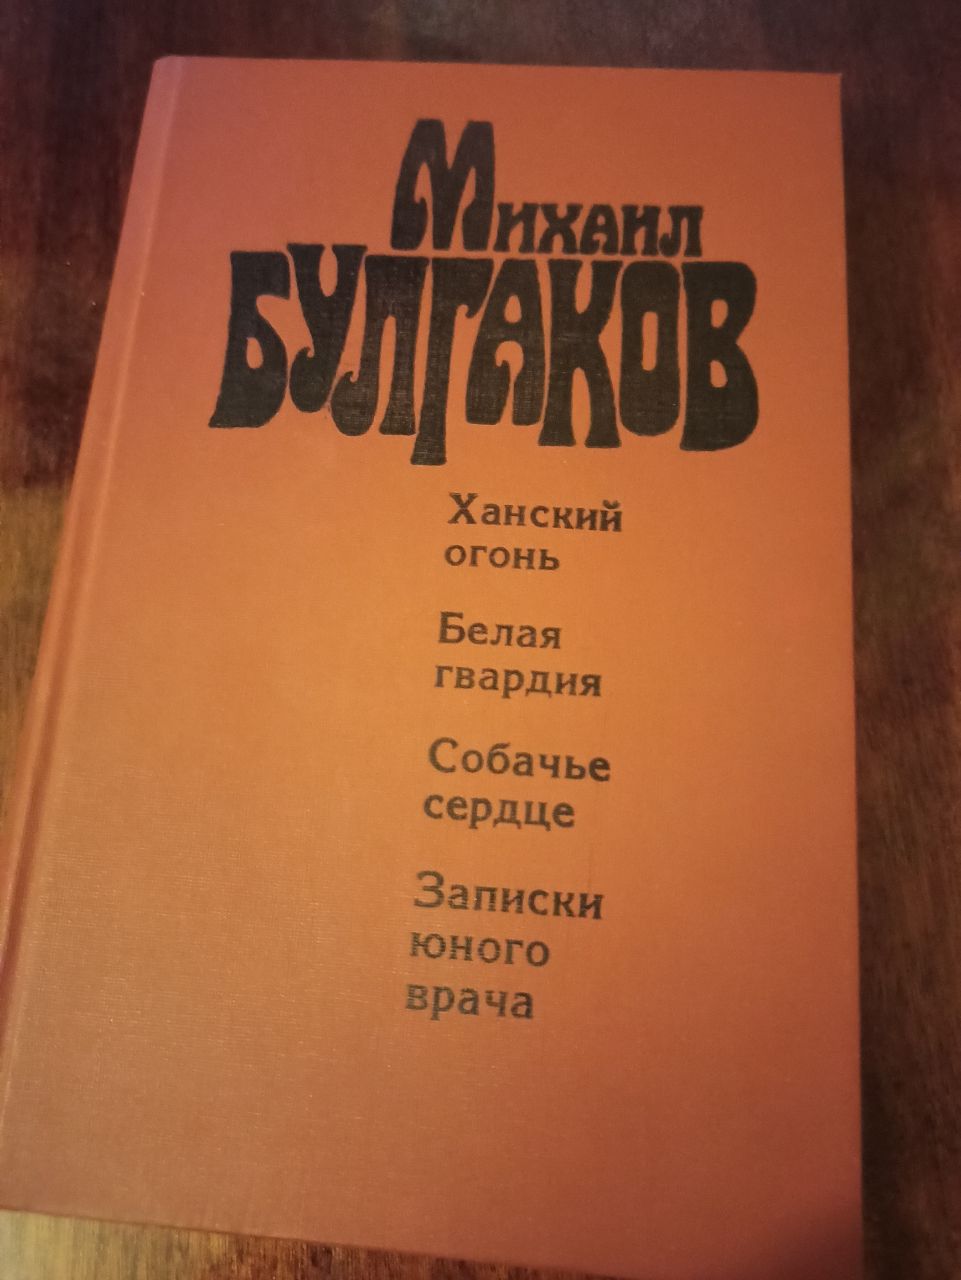 Михаил
БУЛГАКОВ
Ханский
огонь
Белая
гвардия
Собачье
сердце
Записки
юного
врача